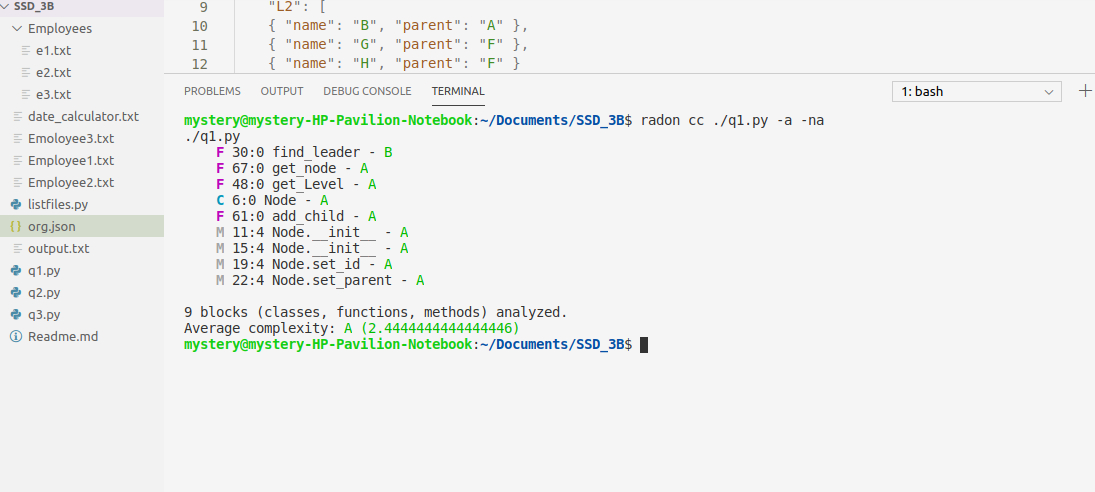 SSD_3B
Employees
e1.txt
e2.txt
e3.txt
date_calculator.txt
Emoloyee3.txt
Employee1.txt
Employee2.txt
listfiles.py
{ } org.json
output.txt
q1.py
q2.py
q3.py
Readme.md
9 "L2": [
10 { "name": "B", "parent": "A" },
11 { "name": "G", "parent": "F" },
12 { "name": "H", "parent": "F" }
PROBLEMS OUTPUT DEBUG CONSOLE TERMINAL 1: bash
mystery@mystery-HP-Pavilion-Notebook:~/Documents/SSD_3B$ radon cc ./q1.py -a -na
./q1.py
F 30:0 find_leader - B
F 67:0 get_node - A
F 48:0 get_Level - A
C 6:0 Node - A
F 61:0 add_child - A
M 11:4 Node.__init__ - A
M 15:4 Node.__init__ - A
M 19:4 Node.set_id - A
M 22:4 Node.set_parent - A
9 blocks (classes, functions, methods) analyzed.
Average complexity: A (2.4444444444444446)
mystery@mystery-HP-Pavilion-Notebook:~/Documents/SSD_3B$